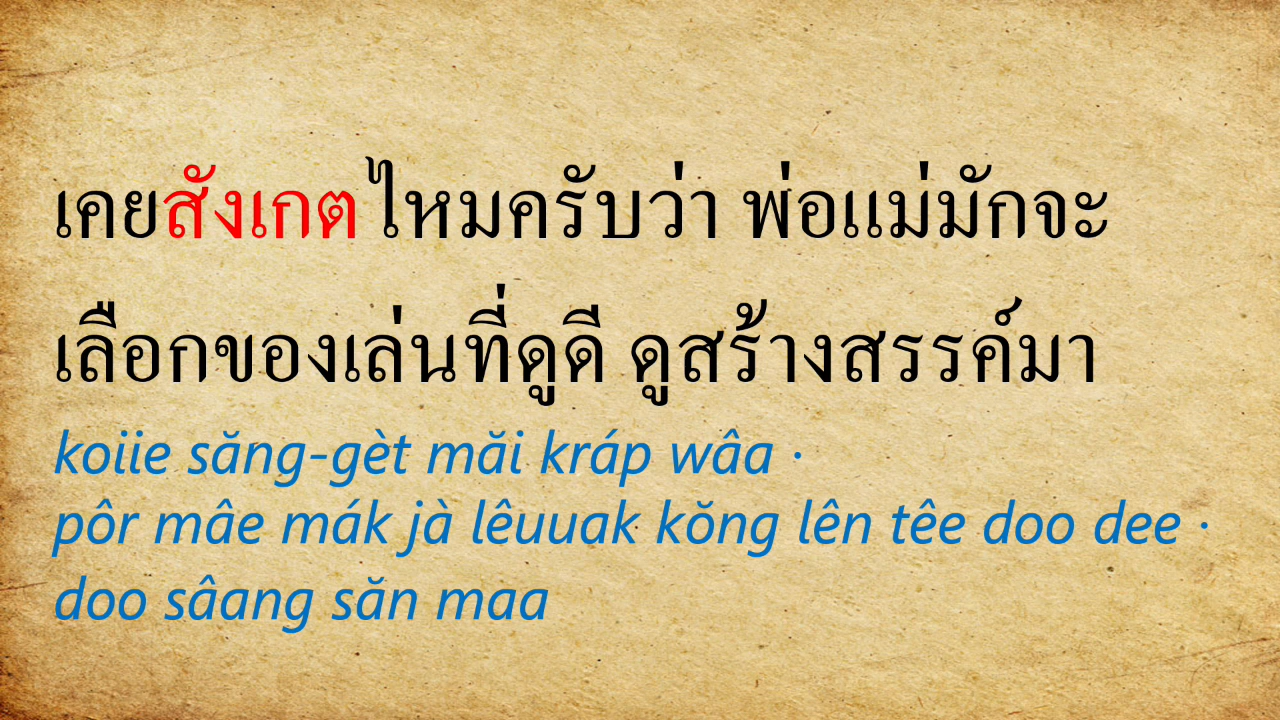 เคยสังเกตไหมครับว่า พ่อแม่มักจะ
เลือกของเล่นที่ดูดี ดูสร้างสรรค์มา
koiie săng-gèt măi kráp wâa ·
pôr mâe mák jà lêuuak kŏng lên têe doo dee ·
doo sâang săn maa